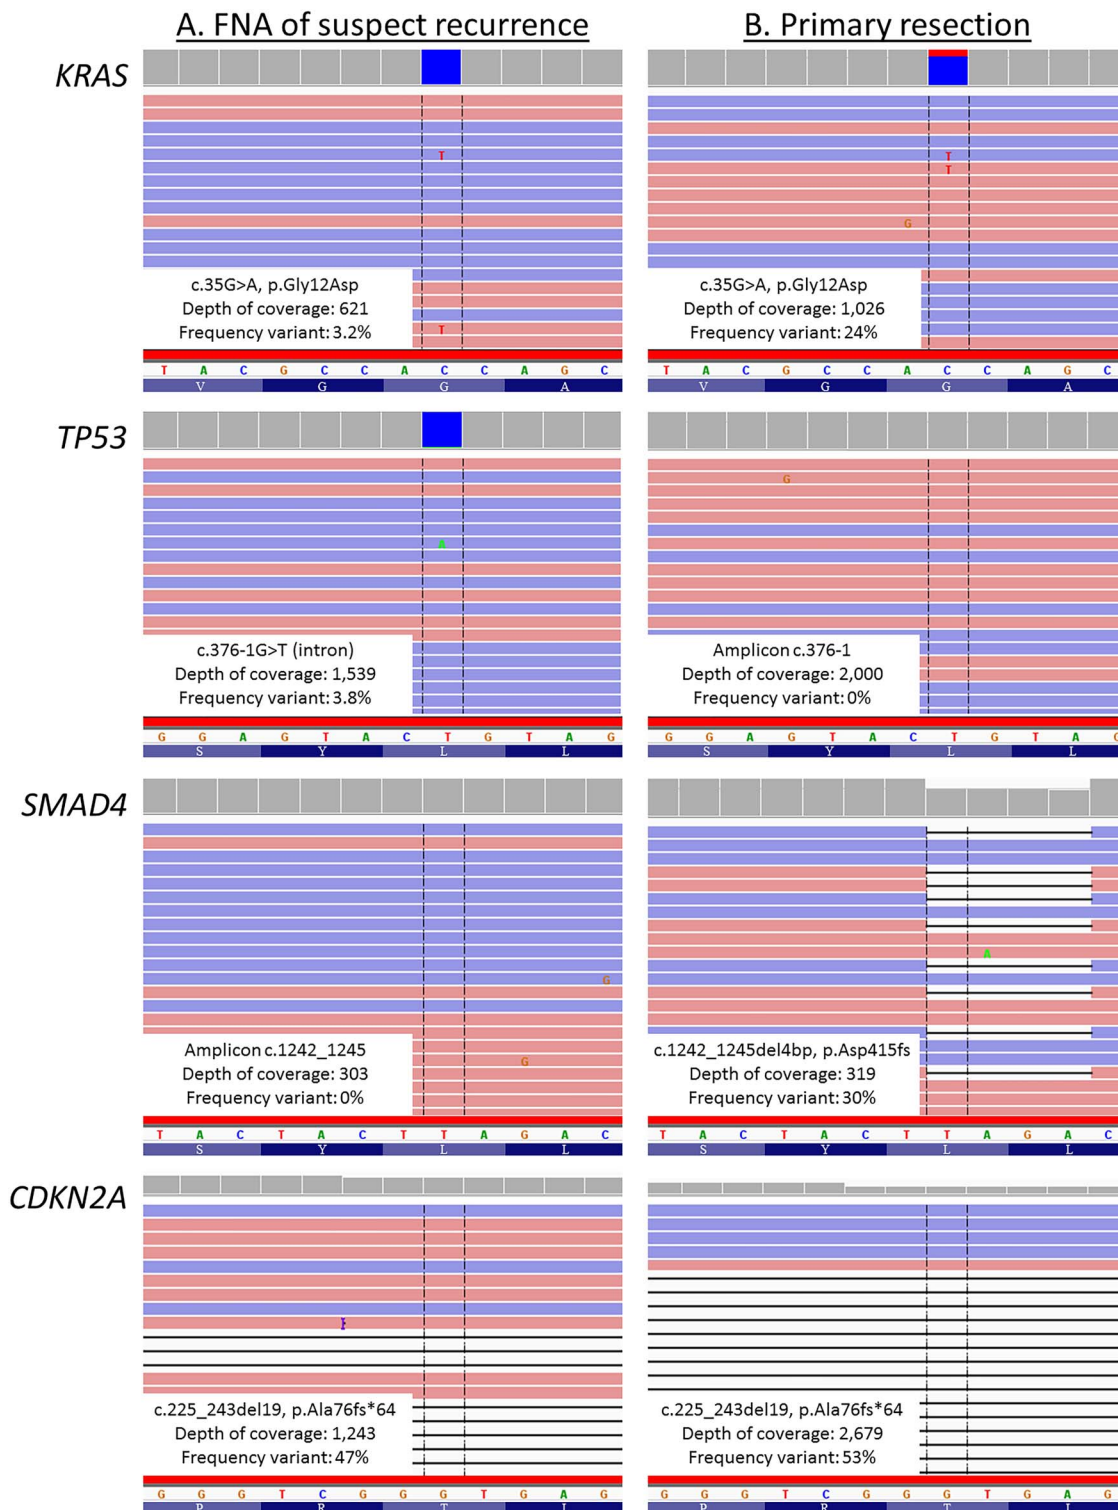 A. FNA of suspect recurrence
B. Primary resection
KRAS
T
T
c.35G>A, p.Gly12Asp
Depth of coverage: 621
Frequency variant: 3.2%
T A C G C C A C C A G C
V G G A
T
T
G
c.35G>A, p.Gly12Asp
Depth of coverage: 1,026
Frequency variant: 24%
T A C G C C A C C A G C
V G G A
TP53
A
c.376-1G>T (intron)
Depth of coverage: 1,539
Frequency variant: 3.8%
G G A G T A C T G T A G
S Y L L
G
Amplicon c.376-1
Depth of coverage: 2,000
Frequency variant: 0%
G G A G T A C T G T A G
S Y L L
SMAD4
G
G
Amplicon c.1242_1245
Depth of coverage: 303
Frequency variant: 0%
T A C T A C T T A G A C
S Y L L
A
c.1242_1245del4bp, p.Asp415fs
Depth of coverage: 319
Frequency variant: 30%
T A C T A C T T A G A C
S Y L L
CDKN2A
c.225_243del19, p.Ala76fs*64
Depth of coverage: 1,243
Frequency variant: 47%
G G G T C G G G T G A G
P R T L
c.225_243del19, p.Ala76fs*64
Depth of coverage: 2,679
Frequency variant: 53%
G G G T C G G G T G A G
P R T L